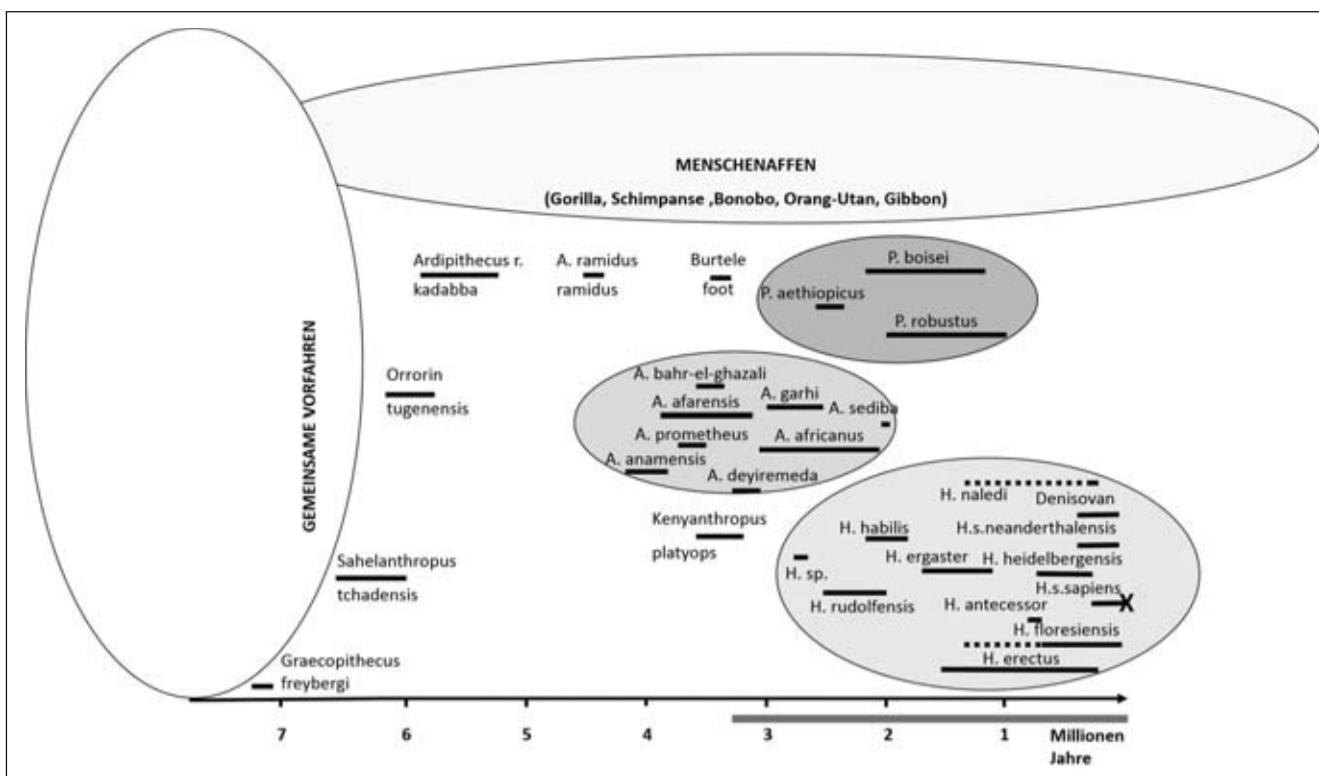 MENSCHENAFFEN
(Gorilla, Schimpanse ,Bonobo, Orang-Utan, Gibbon)
GEMEINSAME VORFAHREN
Ardipithecus r.
kadabba
A. ramidus
ramidus
Burtele
foot
P. boisei
P. aethiopicus
P. robustus
Orrorin
tugenensis
A. bahr-el-ghazali
A. garhi
A. afarensis
A. sediba
A. prometheus
A. africanus
A. anamensis
A. deyiremeda
Kenyanthropus
platyops
H. naledi
Denisovan
H. habilis
H.s.neanderthalensis
H. ergaster
H. heidelbergensis
H. sp.
H.s.sapiens
X
H. rudolfensis
H. antecessor
H. floresiensis
H. erectus
Sahelanthropus
tchadensis
Graecopithecus
freybergi
7 6 5 4 3 2 1 Millionen
Jahre